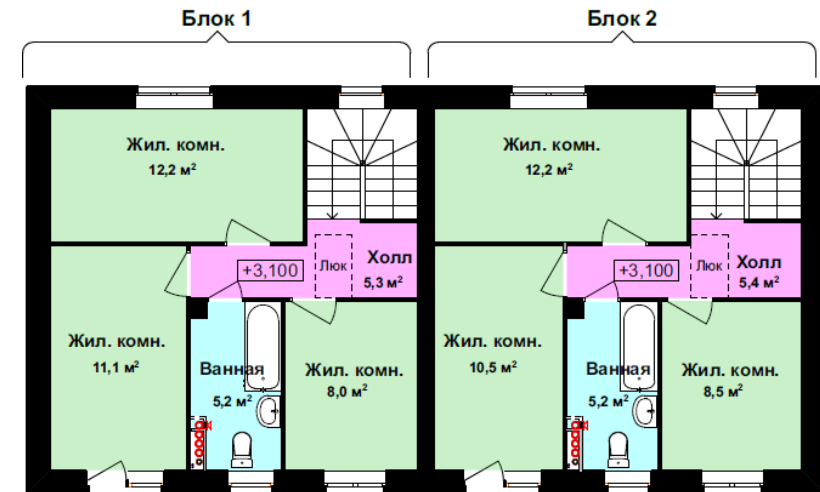 Блок 1
Блок 2
Жил. комн.
12,2 м²
Жил. комн.
12,2 м²
+3,100
Люк
Холл
5,3 м²
+3,100
Люк
Холл
5,4 м²
Жил. комн.
11,1 м²
Ванная
5,2 м²
Жил. комн.
8,0 м²
Жил. комн.
10,5 м²
Ванная
5,2 м²
Жил. комн.
8,5 м²